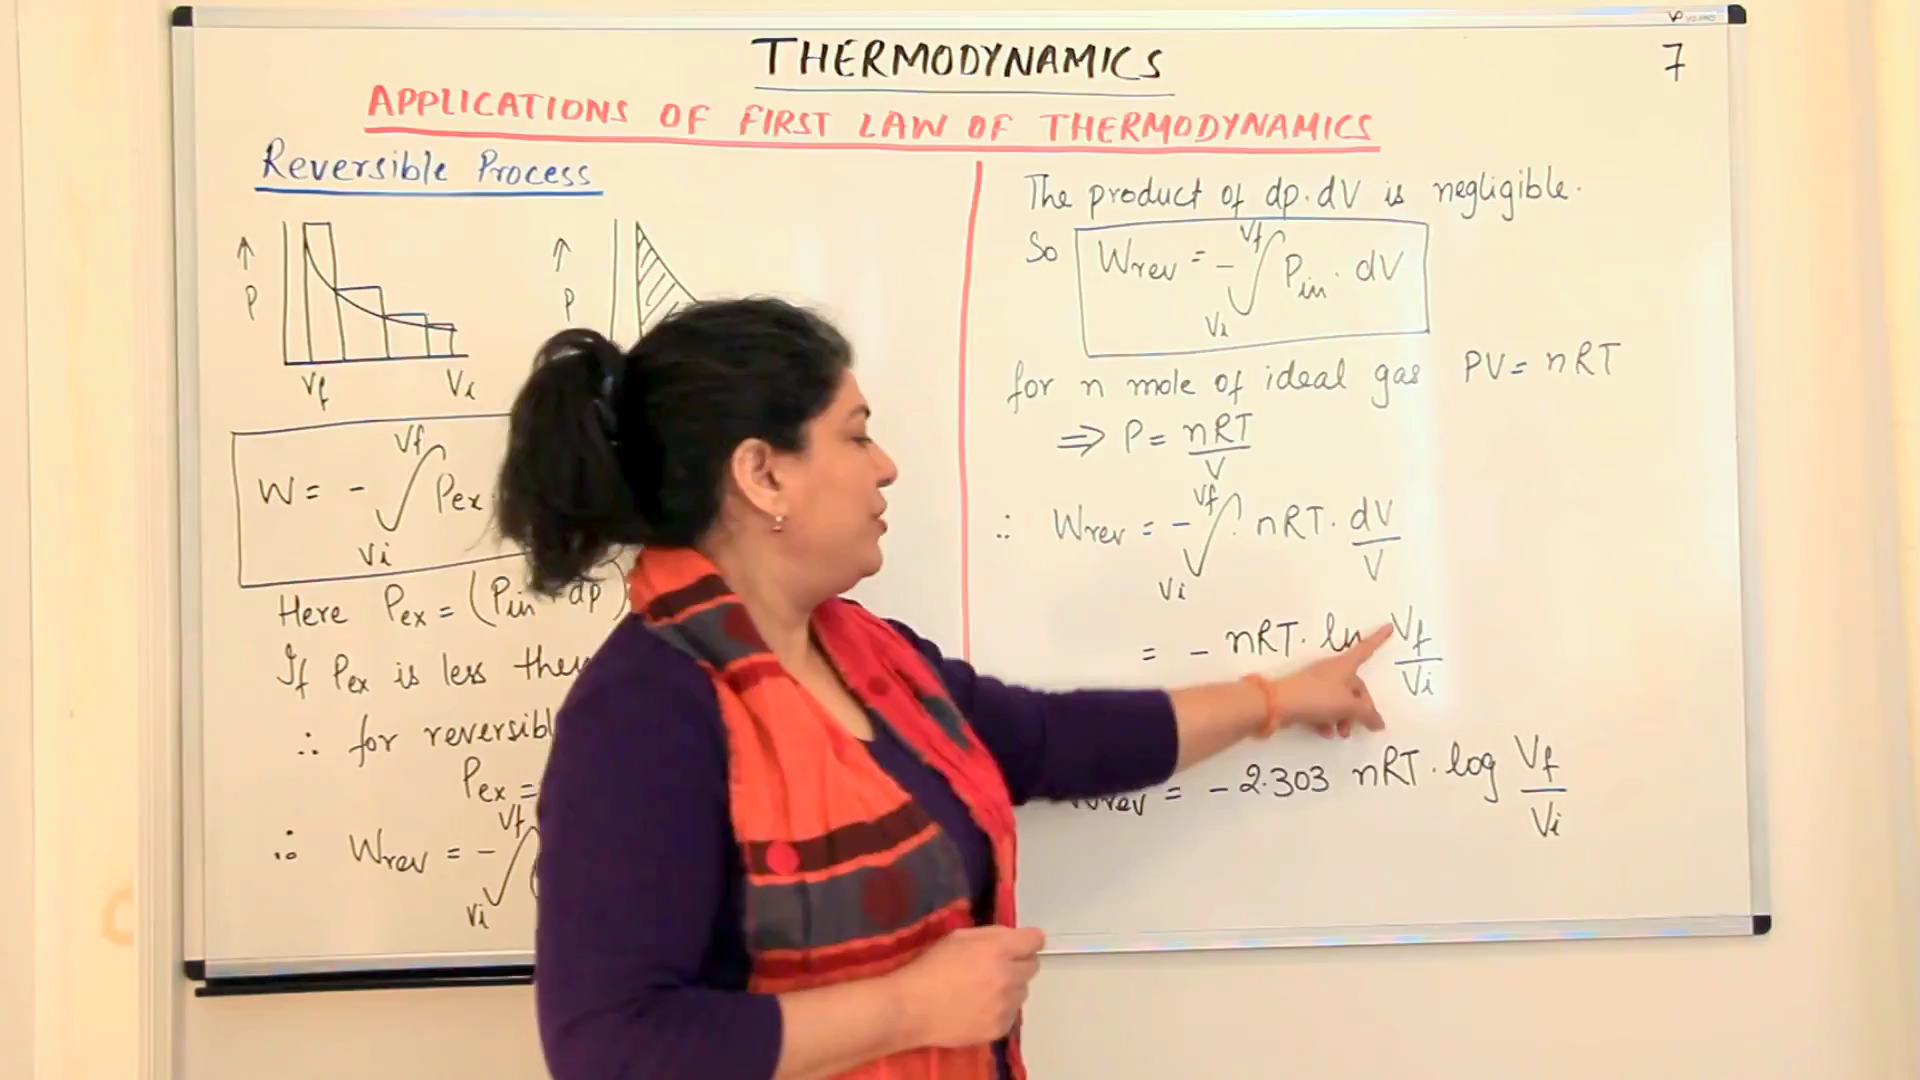 THERMODYNAMICS
7
APPLICATIONS OF FIRST LAW OF THERMODYNAMICS
Reversible Process
↑ P
Vf Vi
↑ P
W = - ∫ Vf Vi Pex
Here Pex = (Pin + dp)
If Pex is less
∴ for
Pex =
∴ Wrev = - ∫ Vf Vi (
The product of dp.dV is negligible.
So Wrev = - ∫ Vf Vi Pin. dV
for n mole of ideal gas PV = nRT
⇒ P = nRT/V
∴ Wrev = - ∫ Vf Vi nRT. dV/V
= - nRT. ln Vf/Vi
Wrev = - 2.303 nRT. log Vf/Vi